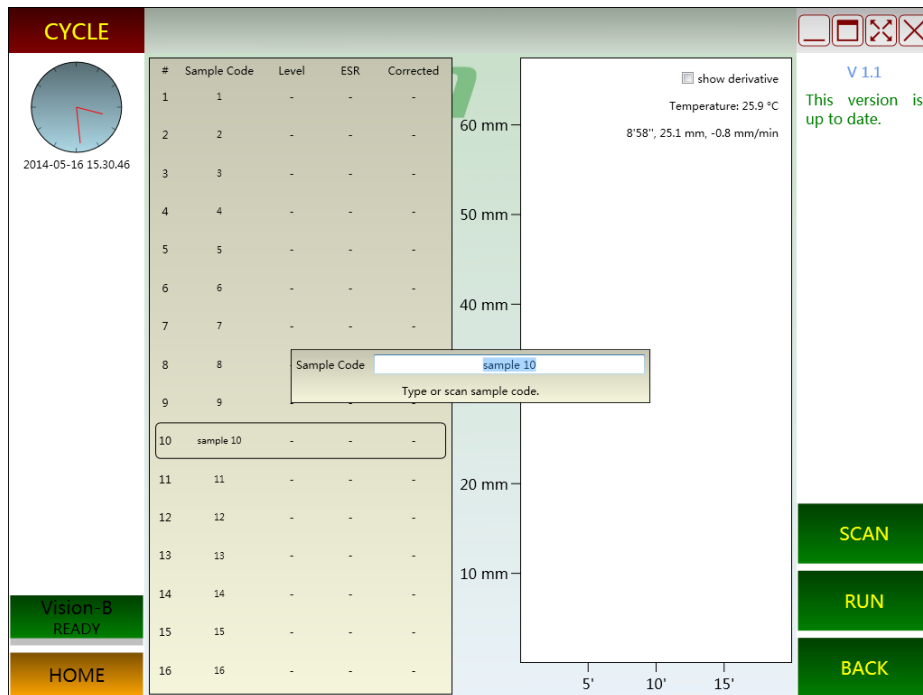 CYCLE
2014-05-16 15.30.46
Vision-B
READY
HOME
# Sample Code Level ESR Corrected
1 1 - - -
2 2 - - -
3 3 - - -
4 4 - - -
5 5 - - -
6 6 - - -
7 7 - - -
8 8 - - -
9 9 - - -
10 sample 10 - - -
11 11 - - -
12 12 - - -
13 13 - - -
14 14 - - -
15 15 - - -
16 16 - - -
Sample Code sample 10
Type or scan sample code.
60 mm
50 mm
40 mm
20 mm
10 mm
show derivative
Temperature: 25.9 °C
8'58'', 25.1 mm, -0.8 mm/min
5' 10' 15'
V 1.1
This version is
up to date.
SCAN
RUN
BACK